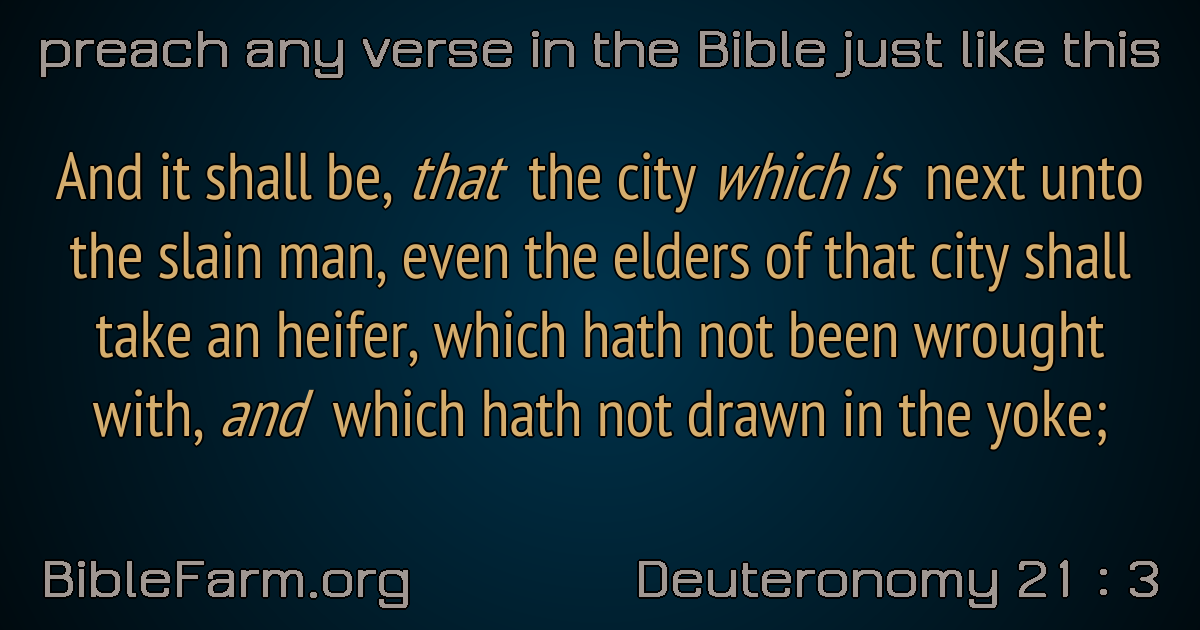 preach any verse in the Bible just like this
And it shall be, that the city which is next unto
the slain man, even the elders of that city shall
take an heifer, which hath not been wrought
with, and which hath not drawn in the yoke;
BibleFarm.org
Deuteronomy 21 : 3